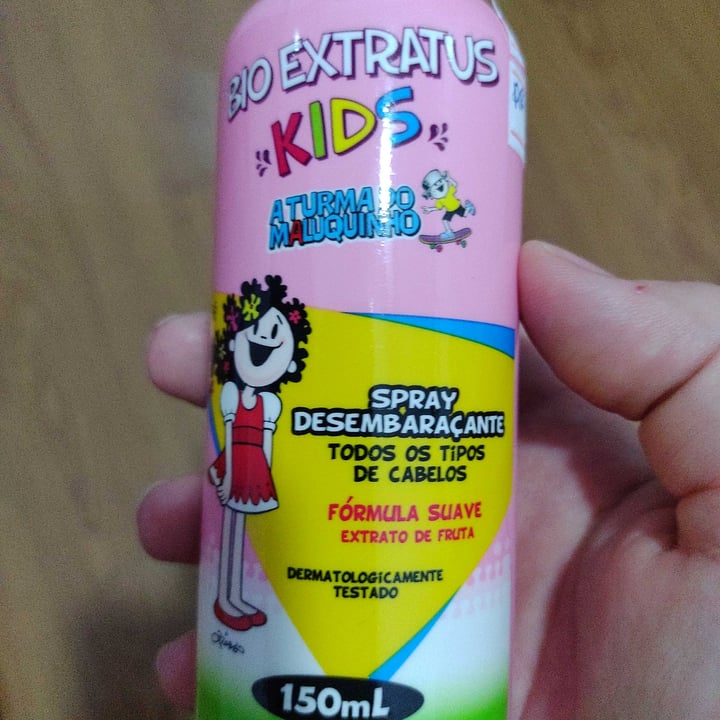 BIO EXTRATUS
KIDS
A TURMA DO
MALUQUINHO
SPRAY
DESEMBARAÇANTE
TODOS OS TIPOS
DE CABELOS
FÓRMULA SUAVE
EXTRATO DE FRUTA
DERMATOLOGICAMENTE
TESTADO
150mL